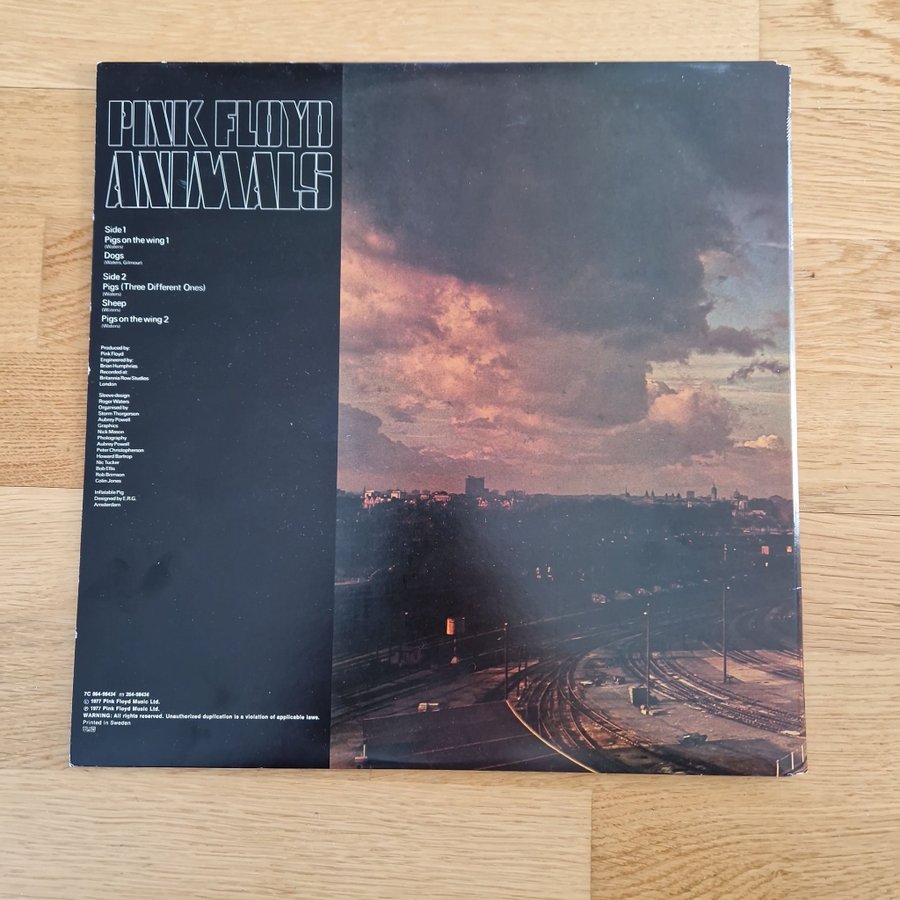 PINK FLOYD
ANIMALS
Side 1
Pigs on the wing 1
(Waters)
Dogs
(Waters, Gilmour)
Side 2
Pigs (Three Different Ones)
(Waters)
Sheep
(Waters)
Pigs on the wing 2
(Waters)
Produced by:
Pink Floyd
Engineered by:
Brian Humphries
Recorded at:
Britannia Row Studios
London
Sleeve design
Roger Waters
Organised by
Storm Thorgerson
Aubrey Powell
Graphics
Nick Mason
Photography
Aubrey Powell
Peter Christopherson
Howard Bartrop
Nic Tucker
Bob Ellis
Rob Brimson
Colin Jones
Inflatable Pig
Designed by E.R.G.
Amsterdam
7C 064-98434 m 264-98434
© 1977 Pink Floyd Music Ltd.
℗ 1977 Pink Floyd Music Ltd.
WARNING: All rights reserved. Unauthorized duplication is a violation of applicable laws.
Printed in Sweden